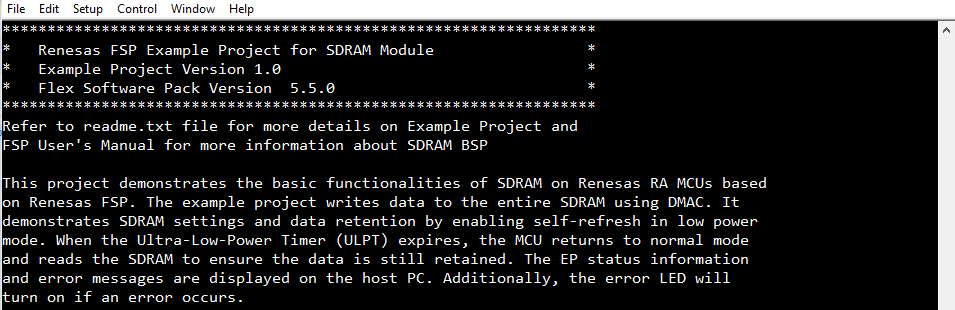 File Edit Setup Control Window Help
******************************************************************
* Renesas FSP Example Project for SDRAM Module *
* Example Project Version 1.0 *
* Flex Software Pack Version 5.5.0 *
******************************************************************
Refer to readme.txt file for more details on Example Project and
FSP User's Manual for more information about SDRAM BSP
This project demonstrates the basic functionalities of SDRAM on Renesas RA MCUs based
on Renesas FSP. The example project writes data to the entire SDRAM using DMAC. It
demonstrates SDRAM settings and data retention by enabling self-refresh in low power
mode. When the Ultra-Low-Power Timer (ULPT) expires, the MCU returns to normal mode
and reads the SDRAM to ensure the data is still retained. The EP status information
and error messages are displayed on the host PC. Additionally, the error LED will
turn on if an error occurs.